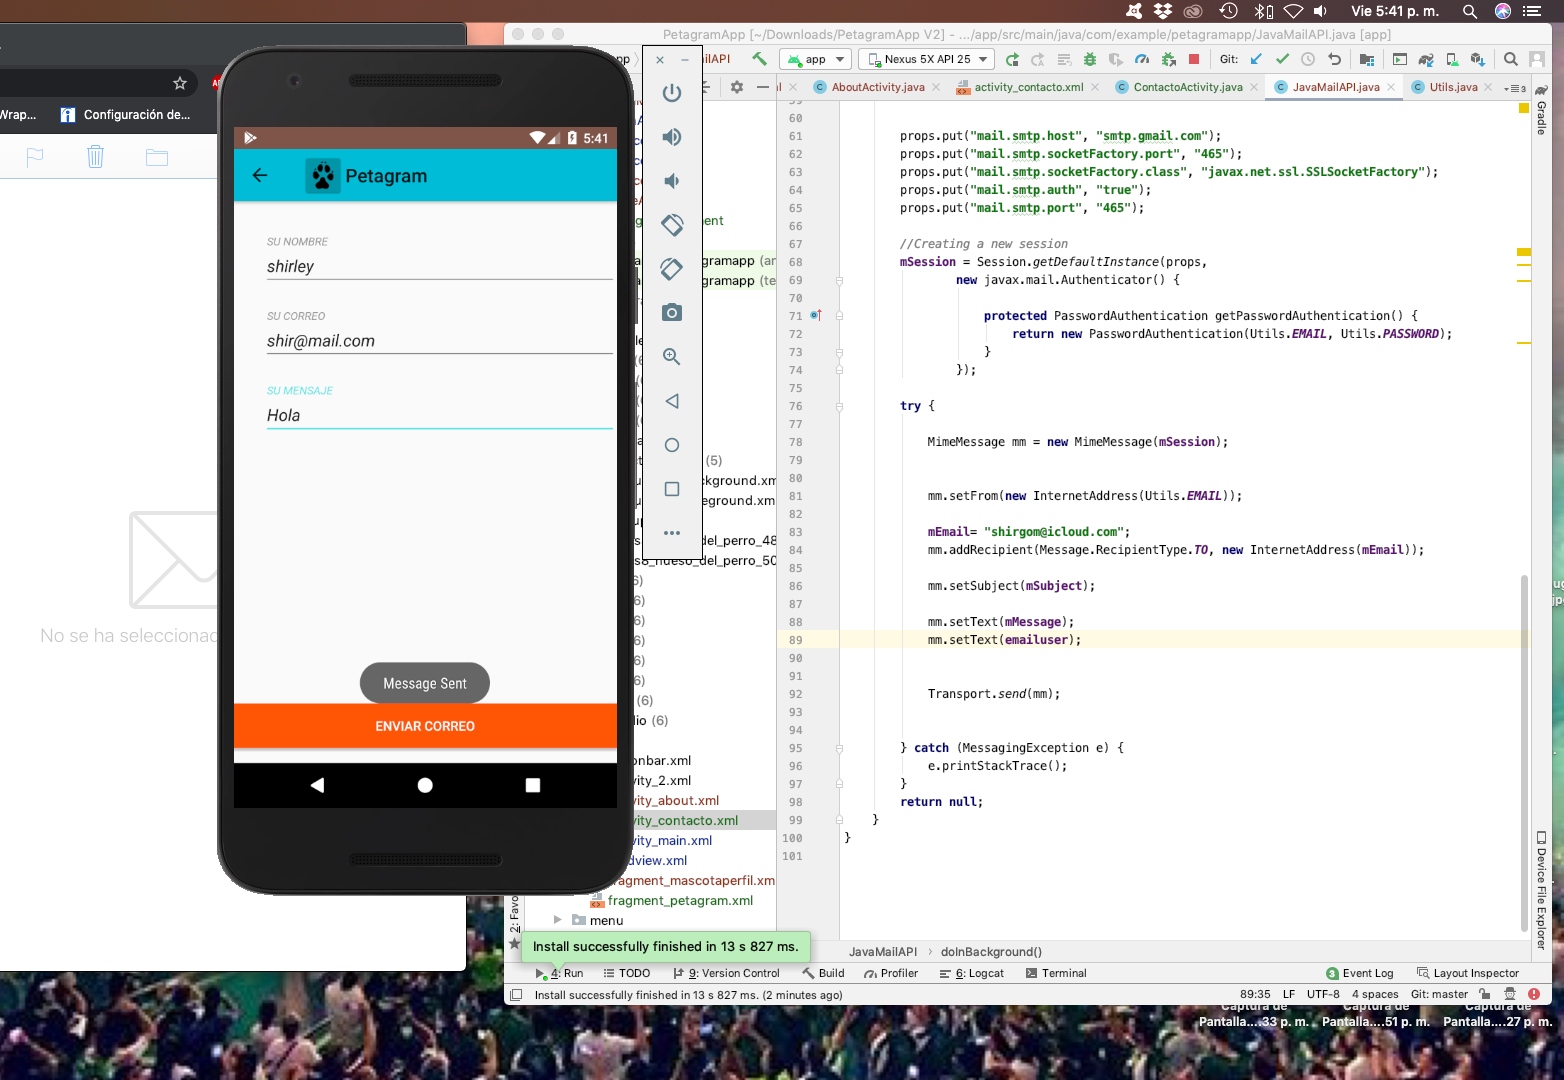 Vie 5:41 p. m.
PetagramApp [~/Downloads/PetagramApp V2] - .../app/src/main/java/com/example/petagramapp/JavaMailAPI.java [app]
app
Nexus 5X API 25
Git:
AboutActivity.java
activity_contacto.xml
ContactoActivity.java
JavaMailAPI.java
Utils.java
Wrap...
Configuración de...
No se ha seleccionad
5:41
Petagram
SU NOMBRE
shirley
SU CORREO
shir@mail.com
SU MENSAJE
Hola
Message Sent
ENVIAR CORREO
gramapp (
gramapp (te
(5)
ckground.xm
eground.xm
del_perro_48
s8_hueso_del_perro_50
(6)
dio (6)
onbar.xml
vity_2.xml
vity_about.xml
vity_contacto.xml
vity_main.xml
dview.xml
fragment_mascotaperfil.xm
fragment_petagram.xml
menu
60
61 props.put("mail.smtp.host", "smtp.gmail.com");
62 props.put("mail.smtp.socketFactory.port", "465");
63 props.put("mail.smtp.socketFactory.class", "javax.net.ssl.SSLSocketFactory");
64 props.put("mail.smtp.auth", "true");
65 props.put("mail.smtp.port", "465");
66
67 //Creating a new session
68 mSession = Session.getDefaultInstance(props,
69 new javax.mail.Authenticator() {
70
71 protected PasswordAuthentication getPasswordAuthentication() {
72 return new PasswordAuthentication(Utils.EMAIL, Utils.PASSWORD);
73 }
74 });
75
76 try {
77
78 MimeMessage mm = new MimeMessage(mSession);
79
80
81 mm.setFrom(new InternetAddress(Utils.EMAIL));
82
83 mEmail= "shirgom@icloud.com";
84 mm.addRecipient(Message.RecipientType.TO, new InternetAddress(mEmail));
85
86 mm.setSubject(mSubject);
87
88 mm.setText(mMessage);
89 mm.setText(emailuser);
90
91
92 Transport.send(mm);
93
94
95 } catch (MessagingException e) {
96 e.printStackTrace();
97 }
98 return null;
99 }
100 }
101
Gradle
Device File Explorer
2: Favo
Install successfully finished in 13 s 827 ms.
JavaMailAPI
doInBackground()
4: Run
TODO
9: Version Control
Build
Profiler
6: Logcat
Terminal
3 Event Log
Layout Inspector
Install successfully finished in 13 s 827 ms. (2 minutes ago)
89:35
LF
UTF-8
4 spaces
Git: master
Captura de
Pantalla....33 p. m.
Captura de
Pantalla....51 p. m.
Captura de
Pantalla....27 p. m.